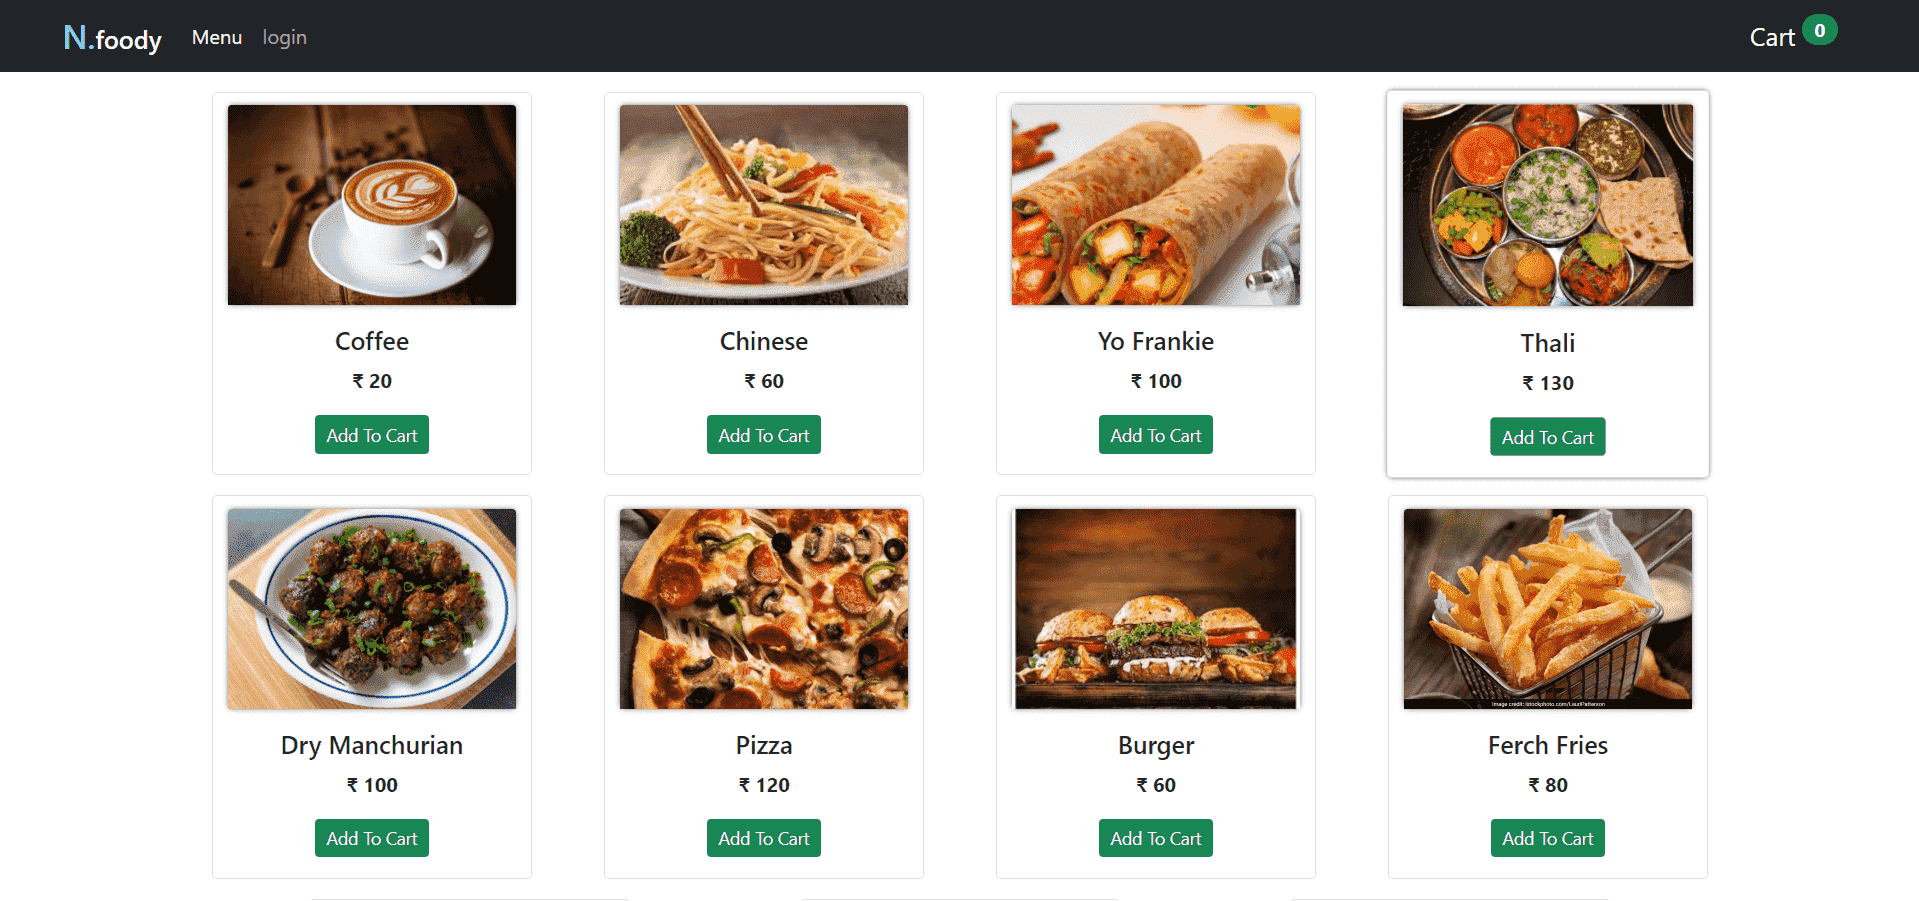 N.foody Menu login Cart 0
Coffee Chinese Yo Frankie Thali
₹ 20 ₹ 60 ₹ 100 ₹ 130
Add To Cart Add To Cart Add To Cart Add To Cart
Image credit: istockphoto.com/LauriPatterson
Dry Manchurian Pizza Burger Ferch Fries
₹ 100 ₹ 120 ₹ 60 ₹ 80
Add To Cart Add To Cart Add To Cart Add To Cart